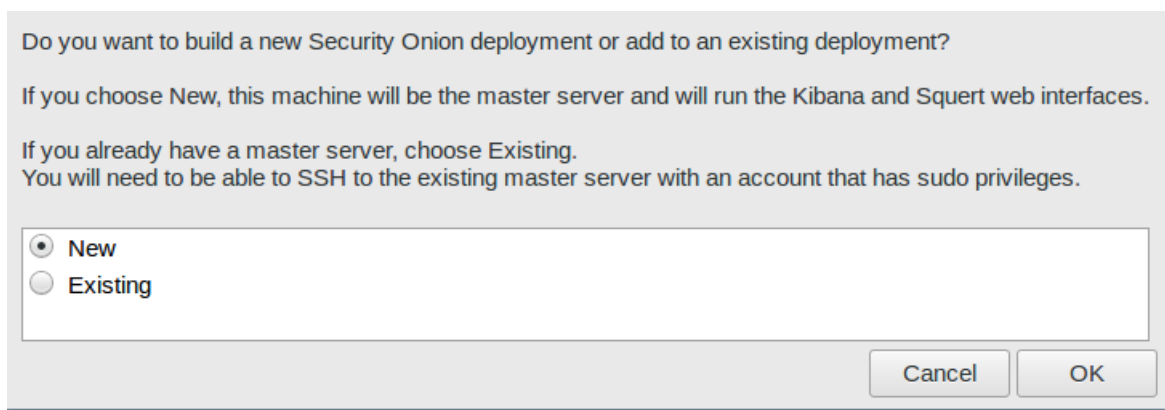 Do you want to build a new Security Onion deployment or add to an existing deployment?
If you choose New, this machine will be the master server and will run the Kibana and Squert web interfaces.
If you already have a master server, choose Existing.
You will need to be able to SSH to the existing master server with an account that has sudo privileges.
New
Existing
Cancel OK